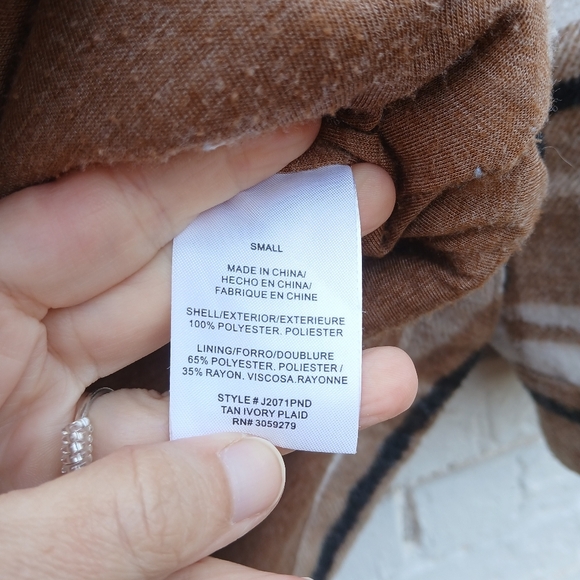 SMALL
MADE IN CHINA/
HECHO EN CHINA/
FABRIQUE EN CHINE
SHELL/EXTERIOR/EXTERIEURE
100% POLYESTER. POLIESTER
LINING/FORRO/DOUBLURE
65% POLYESTER. POLIESTER /
35% RAYON. VISCOSA.RAYONNE
STYLE # J2071PND
TAN IVORY PLAID
RN# 3059279